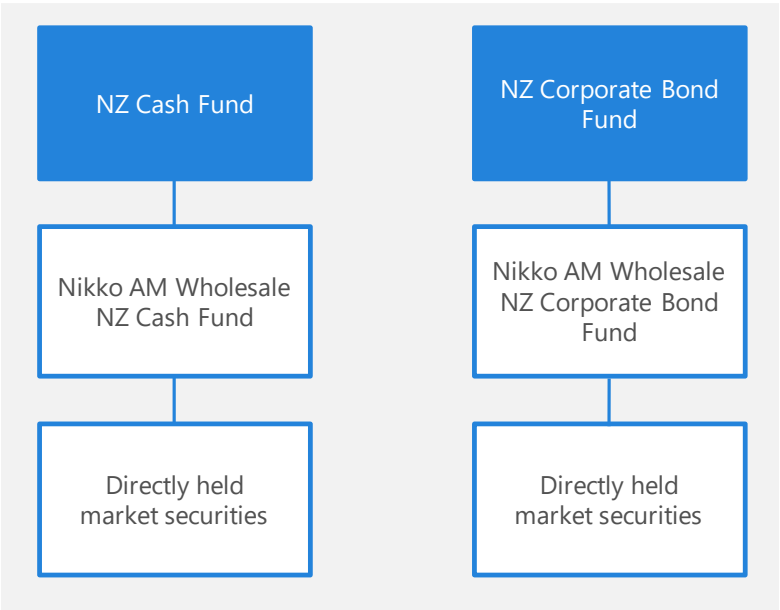 NZ Cash Fund
NZ Corporate Bond
Fund
Nikko AM Wholesale
NZ Cash Fund
Nikko AM Wholesale
NZ Corporate Bond
Fund
Directly held
market securities
Directly held
market securities